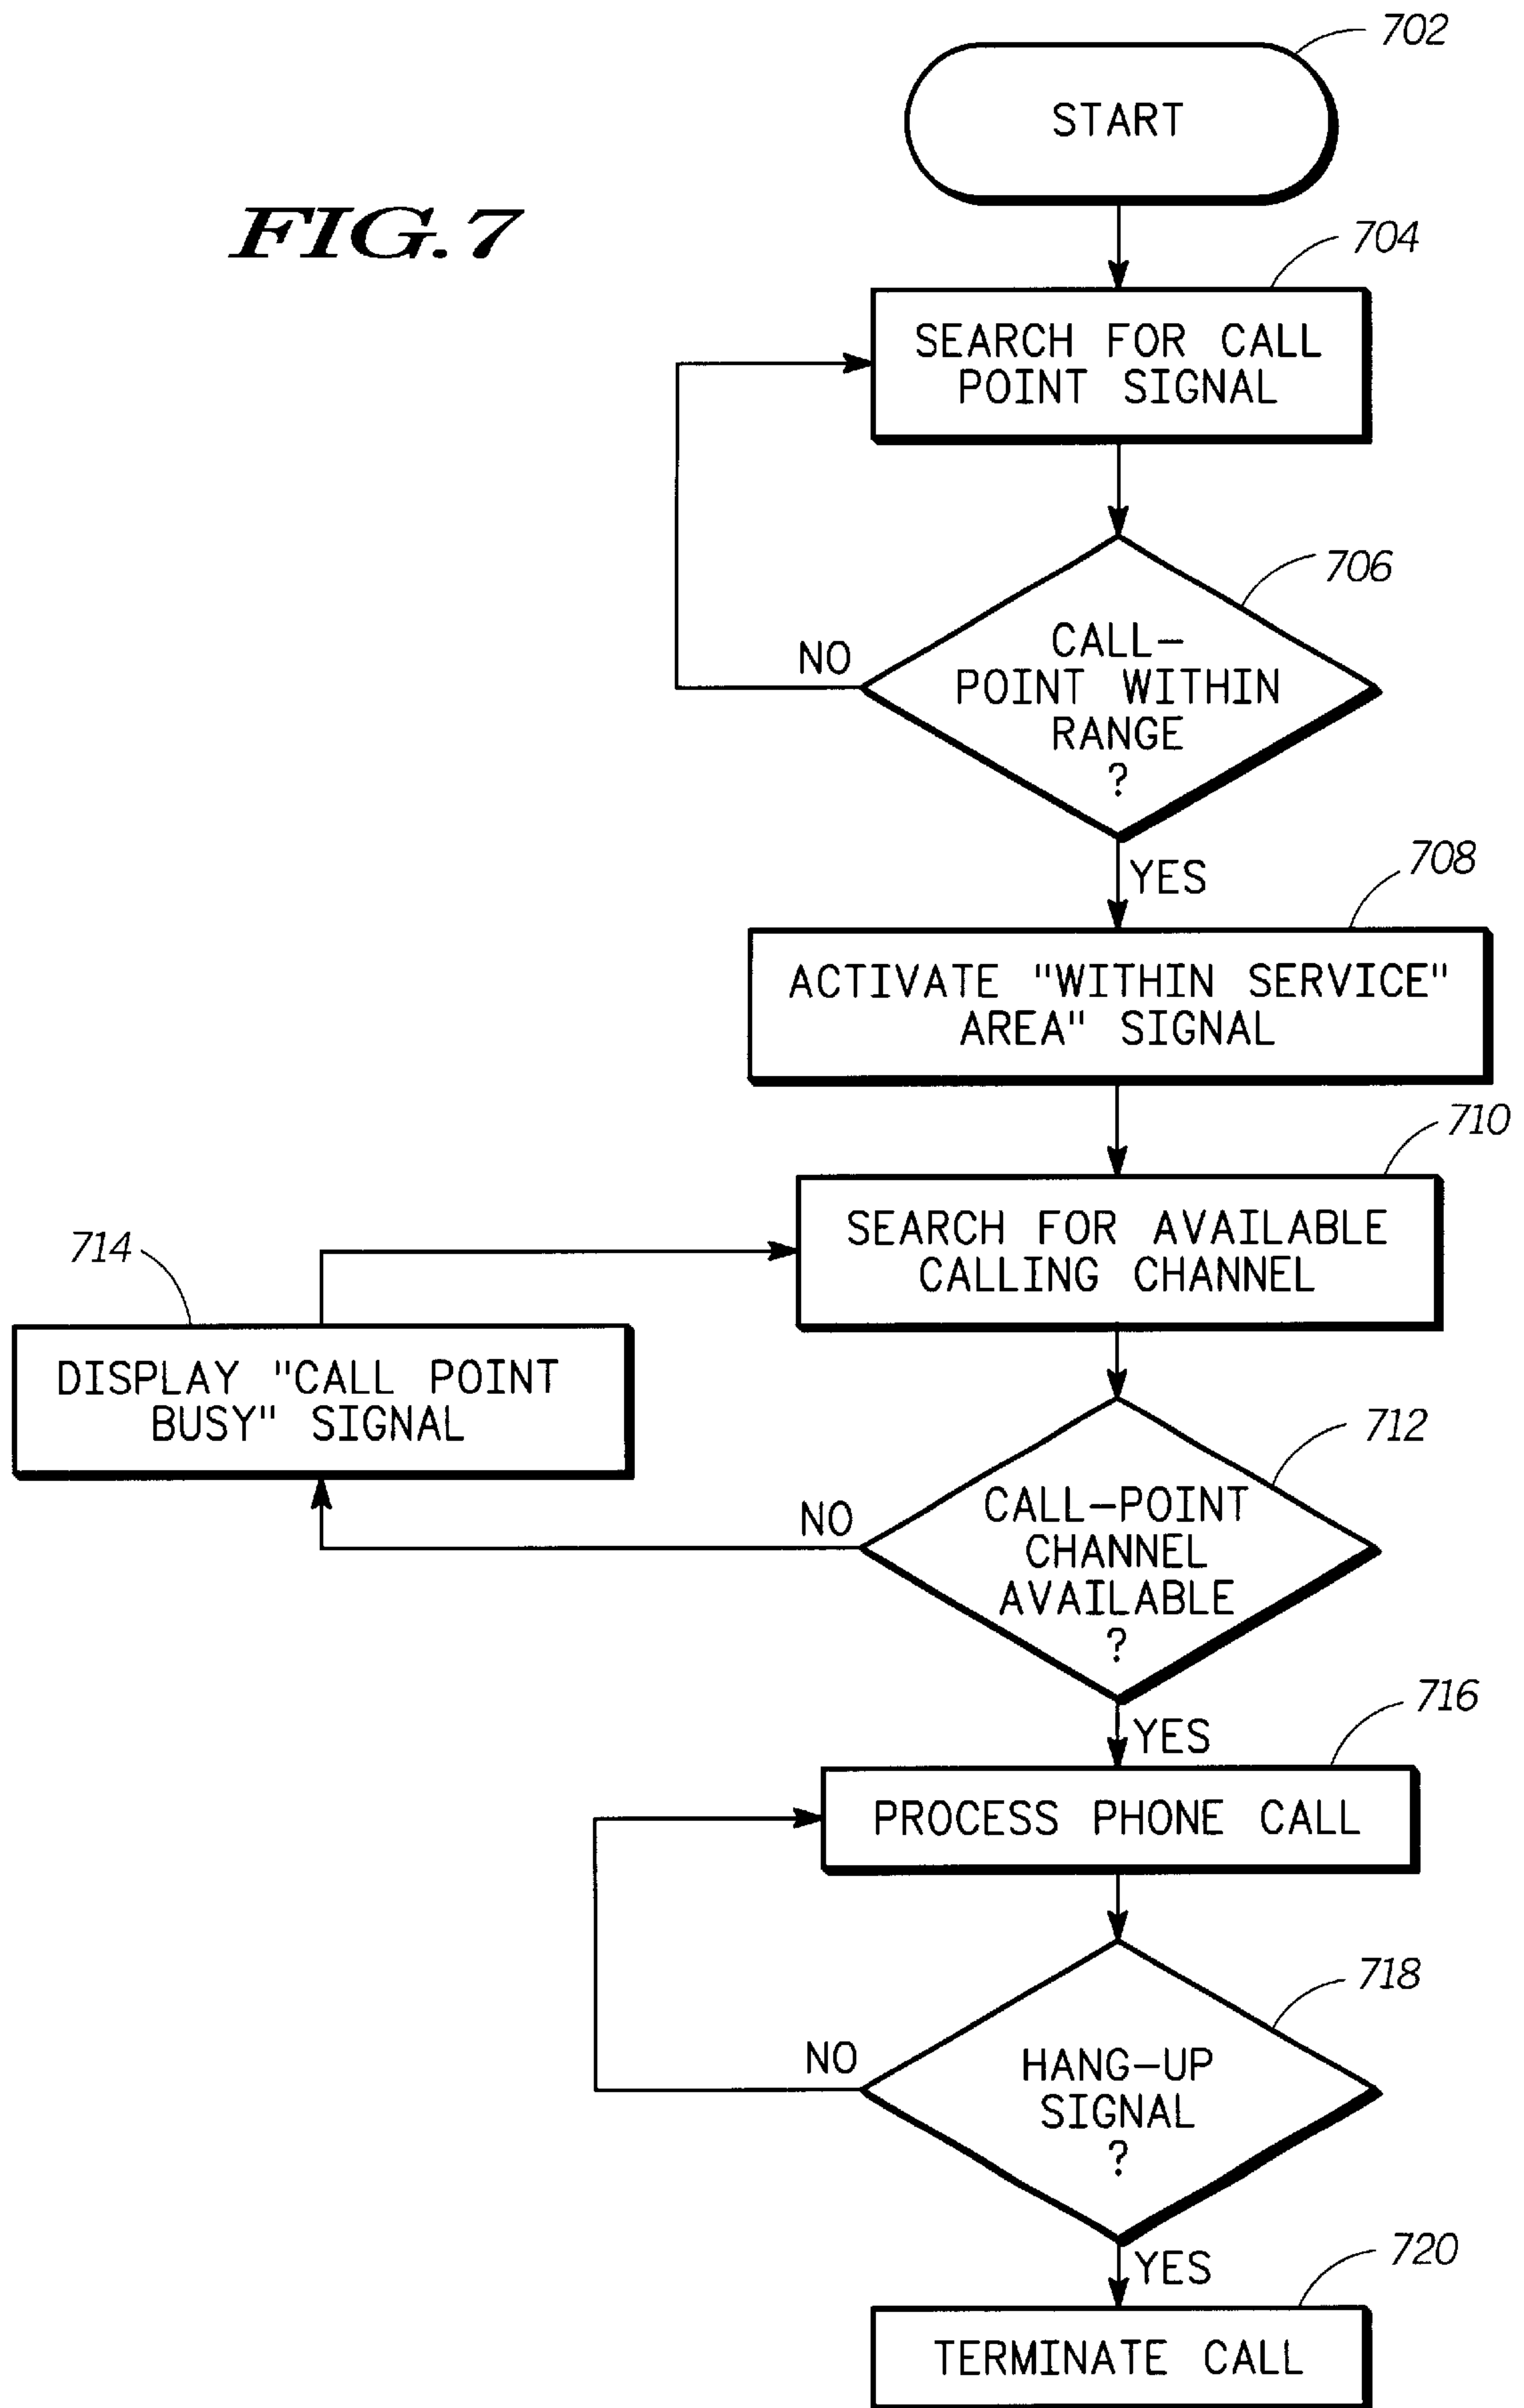 702
START
FIG. 7
704
SEARCH FOR CALL
POINT SIGNAL
706
CALL-
POINT WITHIN
RANGE
?
NO
YES
708
ACTIVATE "WITHIN SERVICE"
AREA" SIGNAL
710
SEARCH FOR AVAILABLE
CALLING CHANNEL
714
DISPLAY "CALL POINT
BUSY" SIGNAL
712
CALL-POINT
CHANNEL
AVAILABLE
?
NO
YES
716
PROCESS PHONE CALL
718
HANG-UP
SIGNAL
?
NO
YES
720
TERMINATE CALL